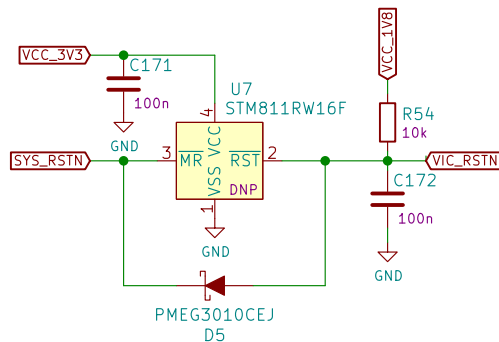 VCC_3V3
C171
100n
GND
U7
STM811RW16F
4
VCC
SYS_RSTN
3
MR
RST
2
VSS
DNP
1
GND
VCC_1V8
R54
10k
VIC_RSTN
C172
100n
GND
PMEG3010CEJ
D5